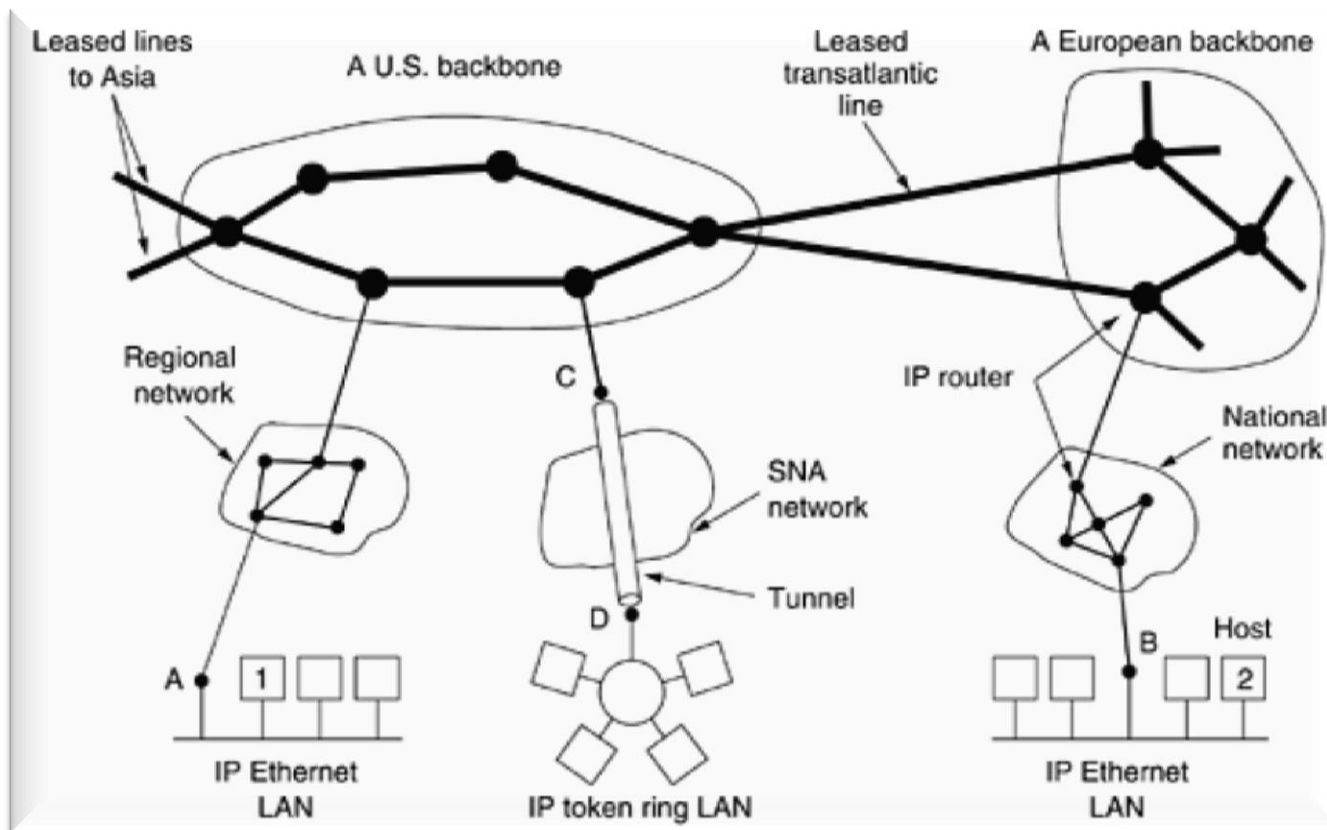 Leased lines
to Asia
A U.S. backbone
Leased
transatlantic
line
A European backbone
Regional
network
C
IP router
National
network
SNA
network
Tunnel
D
A
1
B
Host
2
IP Ethernet
LAN
IP token ring LAN
IP Ethernet
LAN